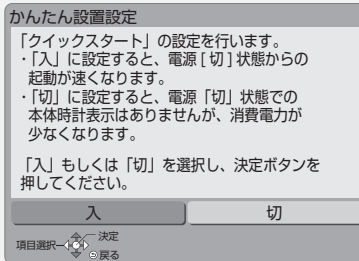 かんたん設置設定
「クイックスタート」の設定を行います。
・「入」に設定すると、電源 [ 切 ] 状態からの
起動が速くなります。
・「切」に設定すると、電源「切」状態での
本体時計表示はありませんが、消費電力が
少なくなります。
「入」もしくは「切」を選択し、決定ボタンを
押してください。
入 切
決定
項目選択
戻る